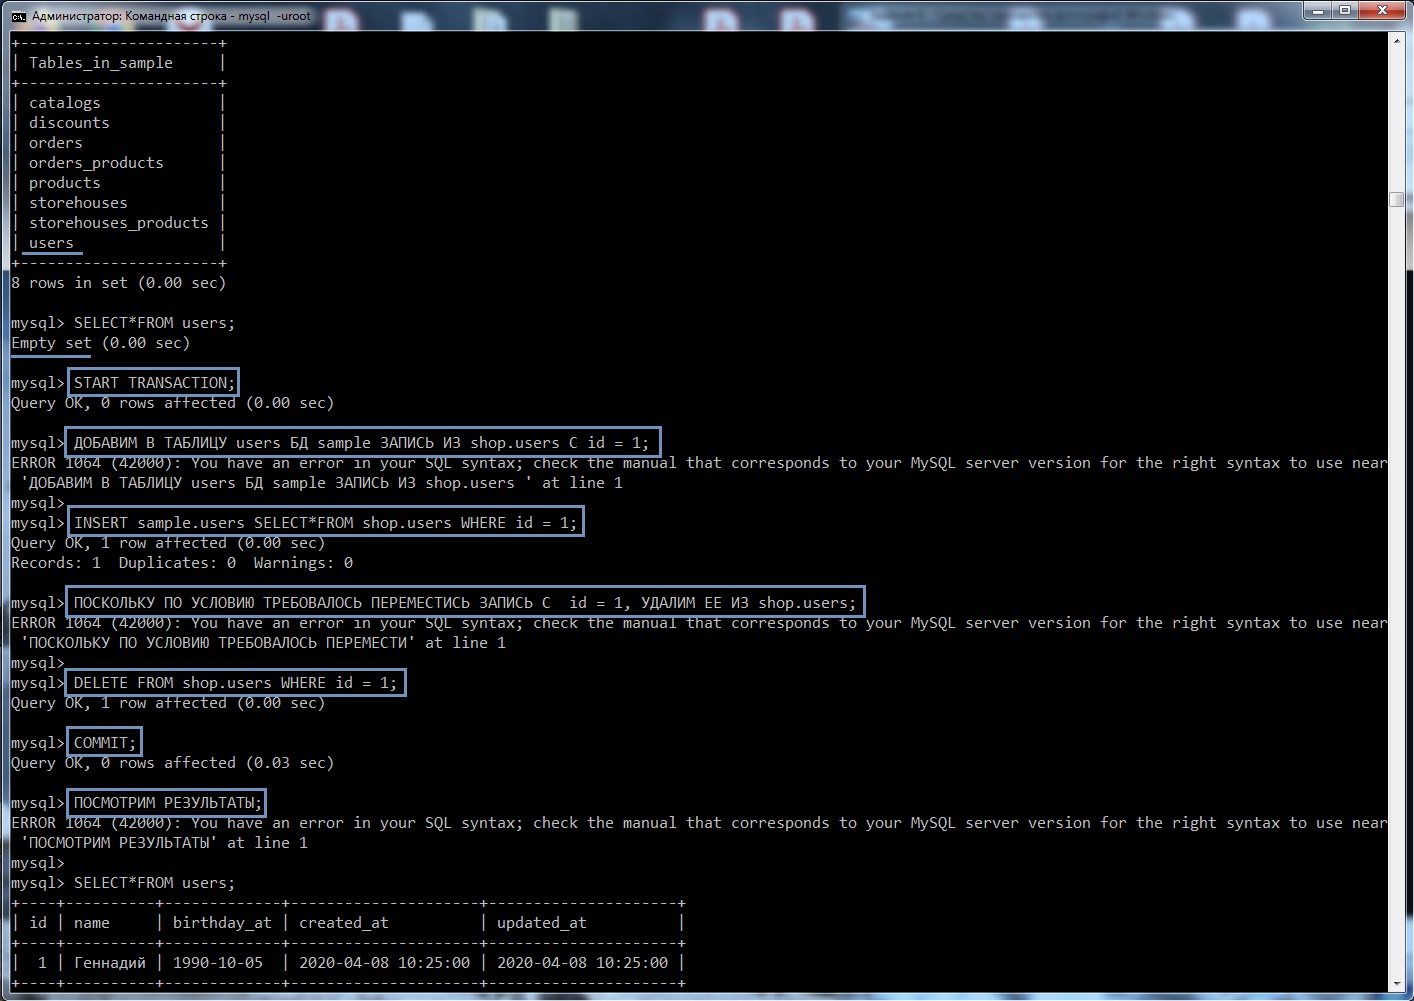 Администратор: Командная строка - mysql  -uroot
+----------------------+
| Tables_in_sample     |
+----------------------+
| catalogs             |
| discounts            |
| orders               |
| orders_products      |
| products             |
| storehouses          |
| storehouses_products |
| users                |
+----------------------+
8 rows in set (0.00 sec)
mysql> SELECT*FROM users;
Empty set (0.00 sec)
mysql> START TRANSACTION;
Query OK, 0 rows affected (0.00 sec)
mysql> ДОБАВИМ В ТАБЛИЦУ users БД sample ЗАПИСЬ ИЗ shop.users С id = 1;
ERROR 1064 (42000): You have an error in your SQL syntax; check the manual that corresponds to your MySQL server version for the right syntax to use near
 'ДОБАВИМ В ТАБЛИЦУ users БД sample ЗАПИСЬ ИЗ shop.users ' at line 1
mysql>
mysql> INSERT sample.users SELECT*FROM shop.users WHERE id = 1;
Query OK, 1 row affected (0.00 sec)
Records: 1  Duplicates: 0  Warnings: 0
mysql> ПОСКОЛЬКУ ПО УСЛОВИЮ ТРЕБОВАЛОСЬ ПЕРЕМЕСТИСЬ ЗАПИСЬ С  id = 1, УДАЛИМ ЕЕ ИЗ shop.users;
ERROR 1064 (42000): You have an error in your SQL syntax; check the manual that corresponds to your MySQL server version for the right syntax to use near
 'ПОСКОЛЬКУ ПО УСЛОВИЮ ТРЕБОВАЛОСЬ ПЕРЕМЕСТИ' at line 1
mysql>
mysql> DELETE FROM shop.users WHERE id = 1;
Query OK, 1 row affected (0.00 sec)
mysql> COMMIT;
Query OK, 0 rows affected (0.03 sec)
mysql> ПОСМОТРИМ РЕЗУЛЬТАТЫ;
ERROR 1064 (42000): You have an error in your SQL syntax; check the manual that corresponds to your MySQL server version for the right syntax to use near
 'ПОСМОТРИМ РЕЗУЛЬТАТЫ' at line 1
mysql>
mysql> SELECT*FROM users;
+----+----------+-------------+---------------------+---------------------+
| id | name     | birthday_at | created_at          | updated_at          |
+----+----------+-------------+---------------------+---------------------+
|  1 | Геннадий | 1990-10-05  | 2020-04-08 10:25:00 | 2020-04-08 10:25:00 |
+----+----------+-------------+---------------------+---------------------+